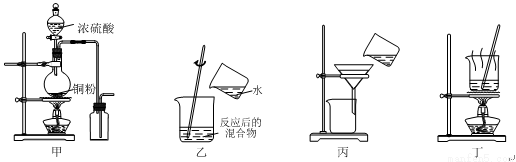 浓硫酸
铜粉
水
反应后的
混合物
甲 乙 丙 丁